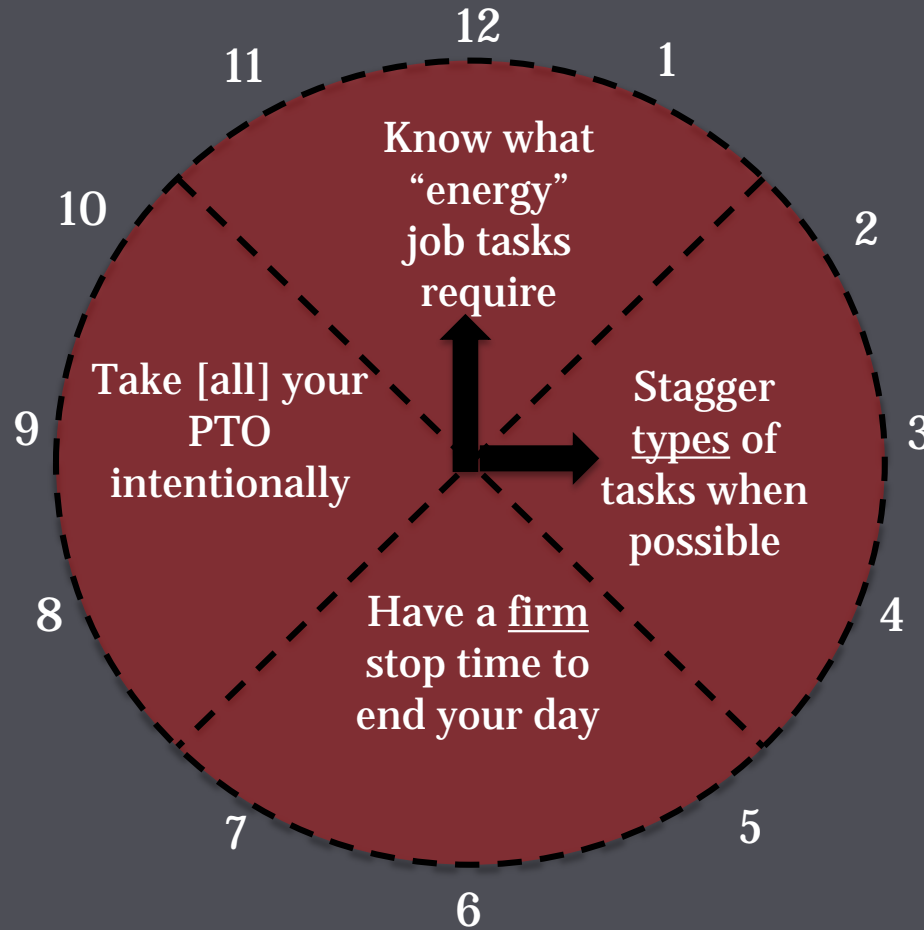 12
1
2
3
4
5
6
7
8
9
10
11
Know what
“energy”
job tasks
require
Stagger
types of
tasks when
possible
Have a firm
stop time to
end your day
Take [all] your
PTO
intentionally